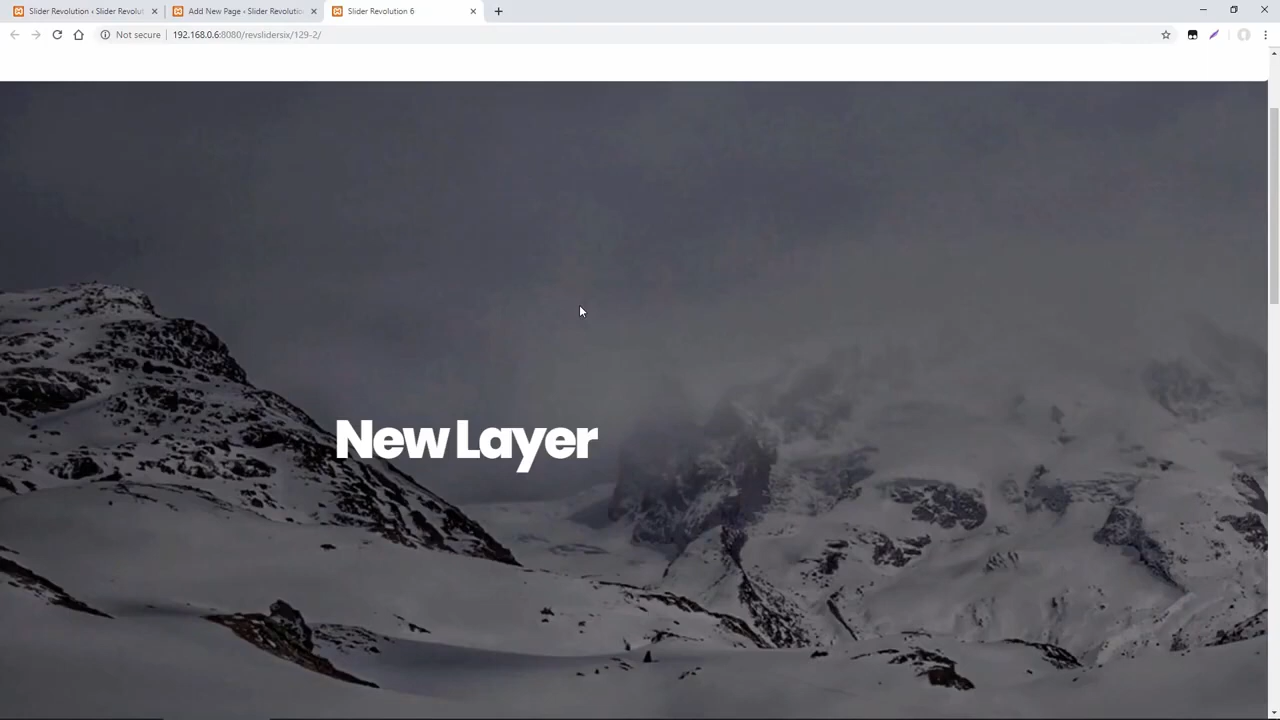 Slider Revolution ‹ Slider Revolut
Add New Page ‹ Slider Revolutio
Slider Revolution 6
Not secure
192.168.0.6:8080/revslidersix/129-2/
New Layer